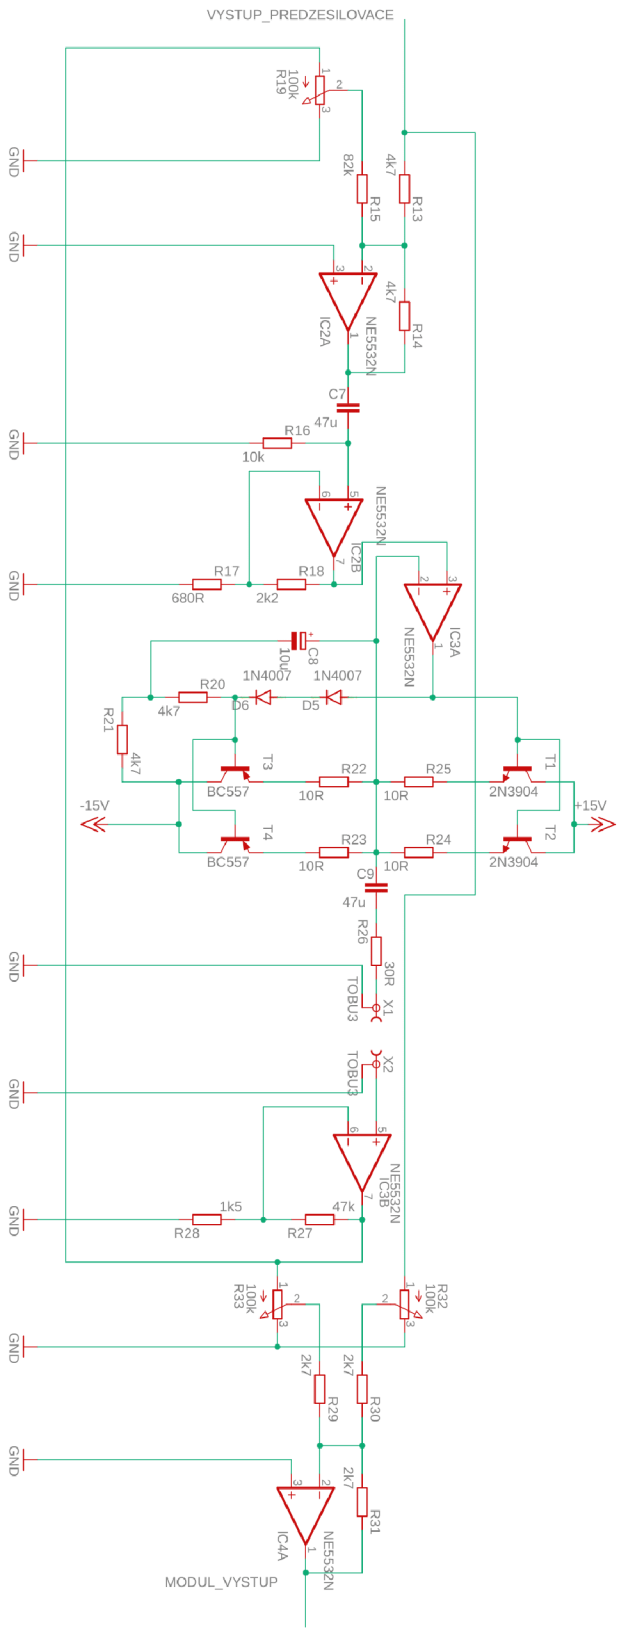 VYSTUP_PREDZESILOVACE
1
2
3
100k
R19
GND
82k
R15
4k7
R13
GND
3
2
+
-
4k7
R14
IC2A
NE5532N
1
C7
47u
R16
10k
GND
6
5
-
+
NE5532N
IC2B
7
R17
680R
R18
2k2
GND
2
3
-
+
IC3A
NE5532N
1
+
C8
10u
1N4007
1N4007
R20
4k7
D6
D5
R21
4k7
T3
BC557
R22
10R
R25
10R
T1
2N3904
-15V
+15V
T4
BC557
R23
10R
R24
10R
T2
2N3904
C9
47u
R26
30R
GND
TOBU3
X1
TOBU3
X2
GND
6
5
-
+
NE5532N
IC3B
7
1k5
R28
47k
R27
GND
1
2
3
100k
R33
1
2
3
R32
100k
GND
2k7
R29
2k7
R30
GND
3
2
+
-
2k7
R31
IC4A
NE5532N
1
MODUL_VYSTUP